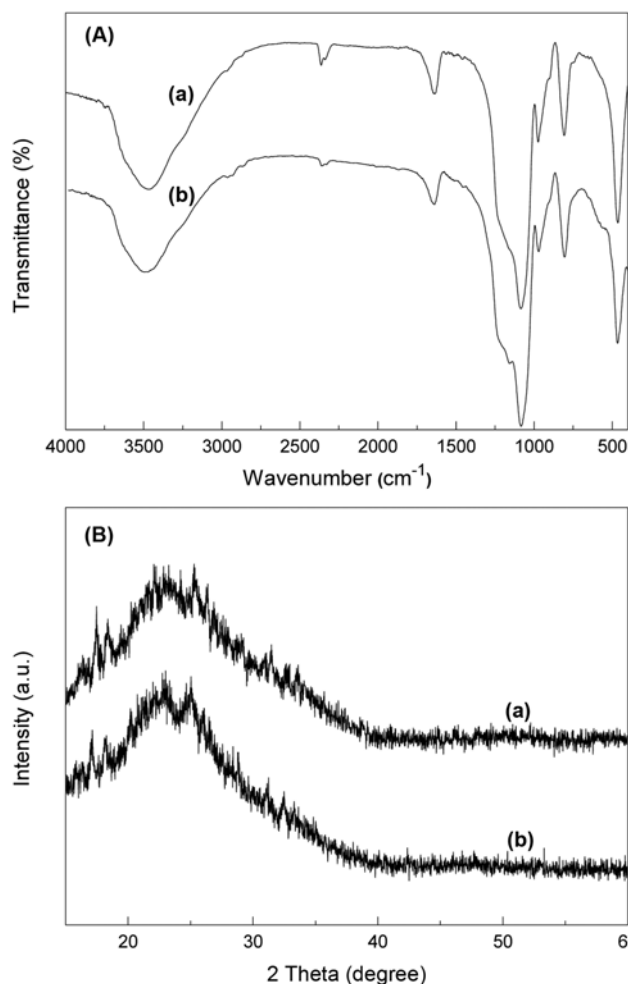 (A)
(a)
(b)
Transmittance (%)
4000 3500 3000 2500 2000 1500 1000 500
Wavenumber (cm⁻¹)
(B)
(a)
(b)
Intensity (a.u.)
20 30 40 50 6
2 Theta (degree)